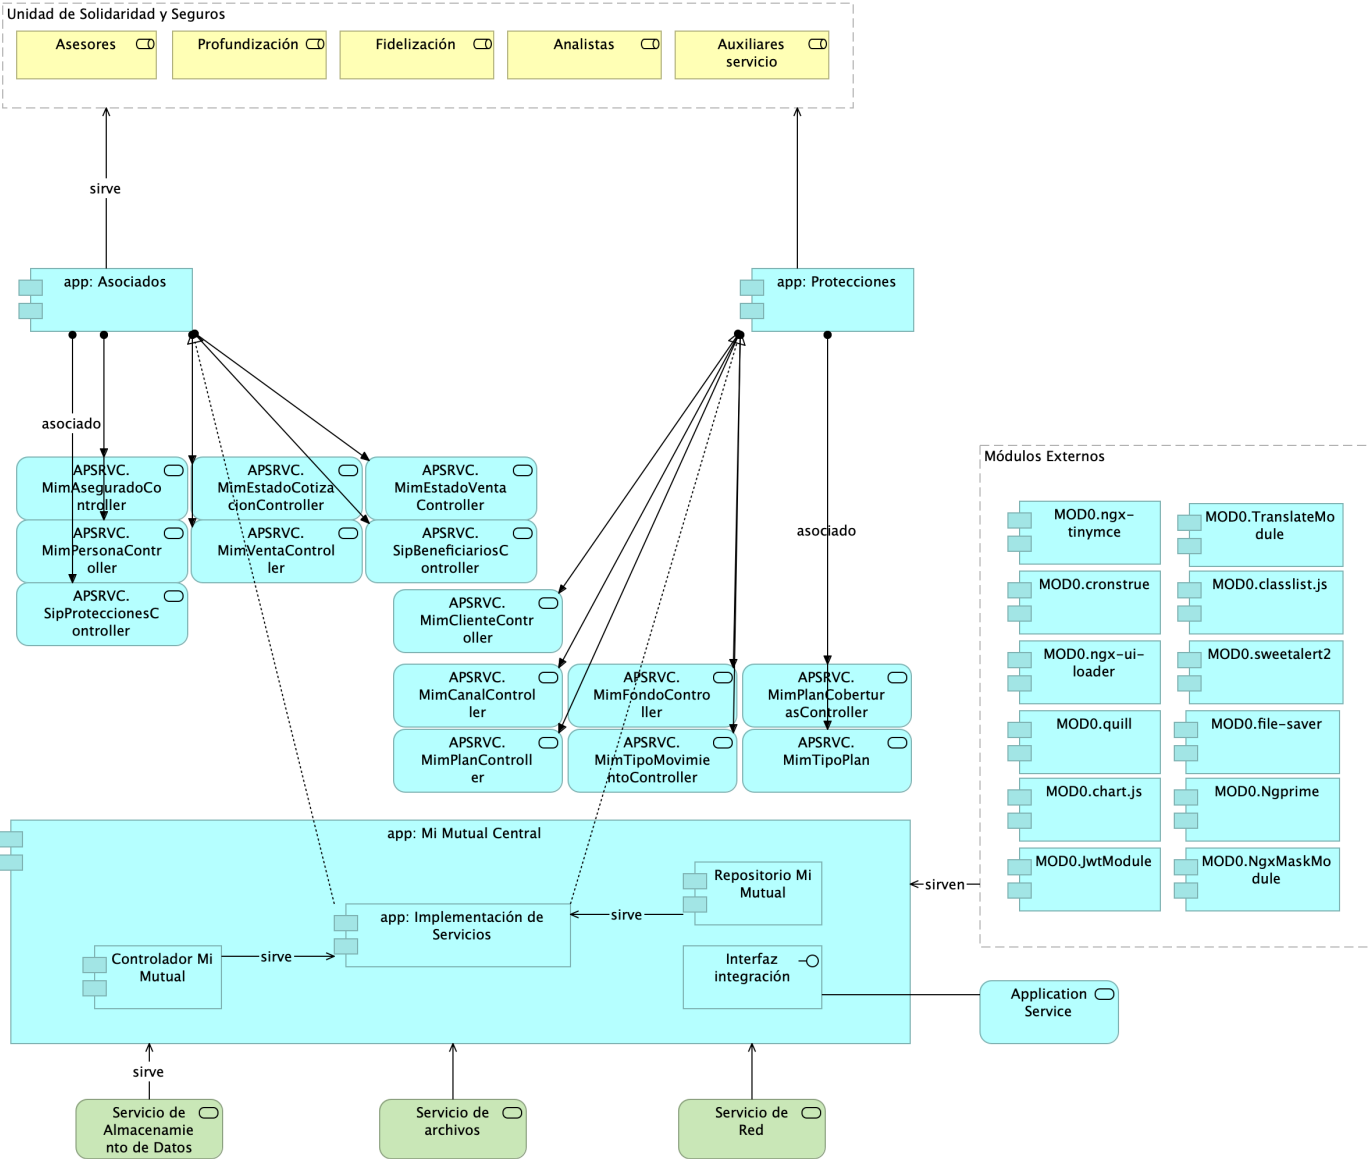 Unidad de Solidaridad y Seguros
Asesores
Profundización
Fidelización
Analistas
Auxiliares
servicio
sirve
app: Asociados
app: Protecciones
asociado
APSRVC.
MimAseguradoCo
ntroller
APSRVC.
MimEstadoCotiza
cionController
APSRVC.
MimEstadoVenta
Controller
APSRVC.
MimPersonaContr
oller
APSRVC.
MimVentaControl
ler
APSRVC.
SipBeneficiariosC
ontroller
APSRVC.
SipProteccionesC
ontroller
asociado
APSRVC.
MimClienteContr
oller
APSRVC.
MimCanalControl
ler
APSRVC.
MimFondoContro
ller
APSRVC.
MimPlanCobertur
asController
APSRVC.
MimPlanControll
er
APSRVC.
MimTipoMovimie
ntoController
APSRVC.
MimTipoPlan
Módulos Externos
MOD0.ngx-
tinymce
MOD0.TranslateMo
dule
MOD0.cronstrue
MOD0.classlist.js
MOD0.ngx-ui-
loader
MOD0.sweetalert2
MOD0.quill
MOD0.file-saver
MOD0.chart.js
MOD0.Ngprime
MOD0.JwtModule
MOD0.NgxMaskMo
dule
app: Mi Mutual Central
sirven
Repositorio Mi
Mutual
app: Implementación de
Servicios
sirve
Controlador Mi
Mutual
sirve
Interfaz
integración
Application
Service
sirve
Servicio de
Almacenamie
nto de Datos
Servicio de
archivos
Servicio de
Red